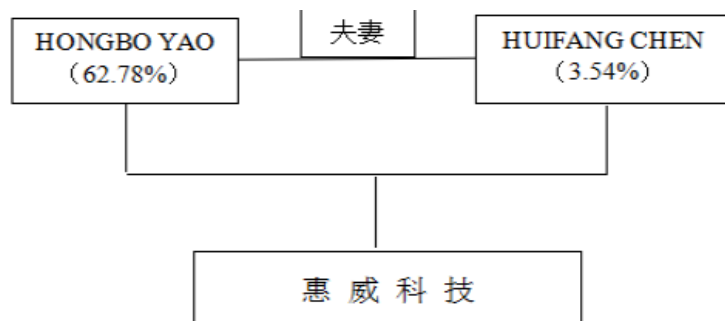 HONGBO YAO
（62.78%）
夫妻
HUIFANG CHEN
（3.54%）
惠 威 科 技